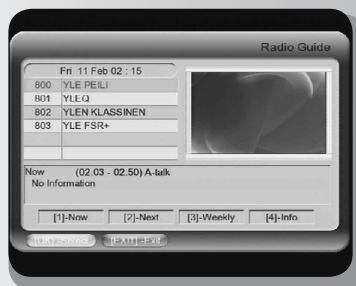 Radio Guide
Fri 11 Feb 02 : 15
800 YLE PEILI
801 YLEQ
802 YLEN KLASSINEN
803 YLE FSR+
Now (02.03 - 02.50) A-talk
No Information
[1]-Now [2]-Next [3]-Weekly [4]-Info
[EXIT]-Exit